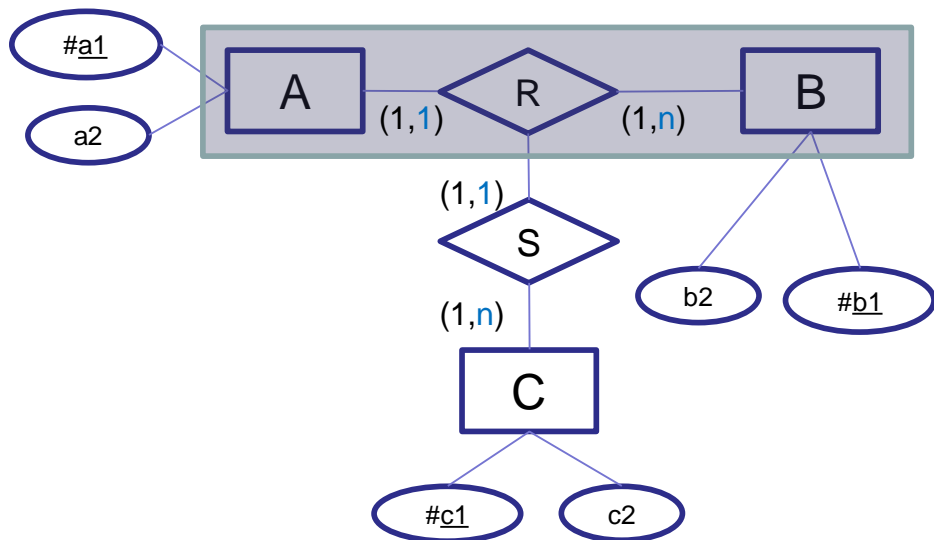 #a1
a2
A
R
B
(1,1)
(1,n)
(1,1)
S
b2
#b1
(1,n)
C
#c1
c2